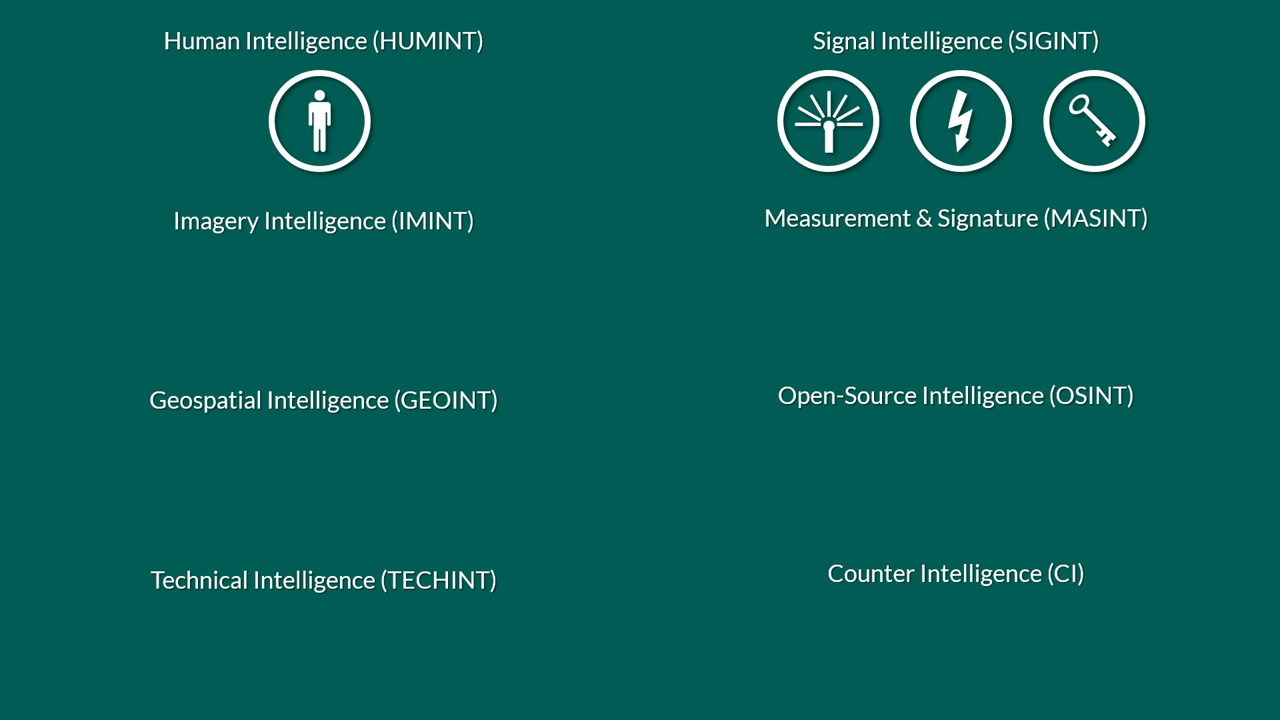 Human Intelligence (HUMINT)
Signal Intelligence (SIGINT)
Imagery Intelligence (IMINT)
Measurement & Signature (MASINT)
Geospatial Intelligence (GEOINT)
Open-Source Intelligence (OSINT)
Technical Intelligence (TECHINT)
Counter Intelligence (CI)